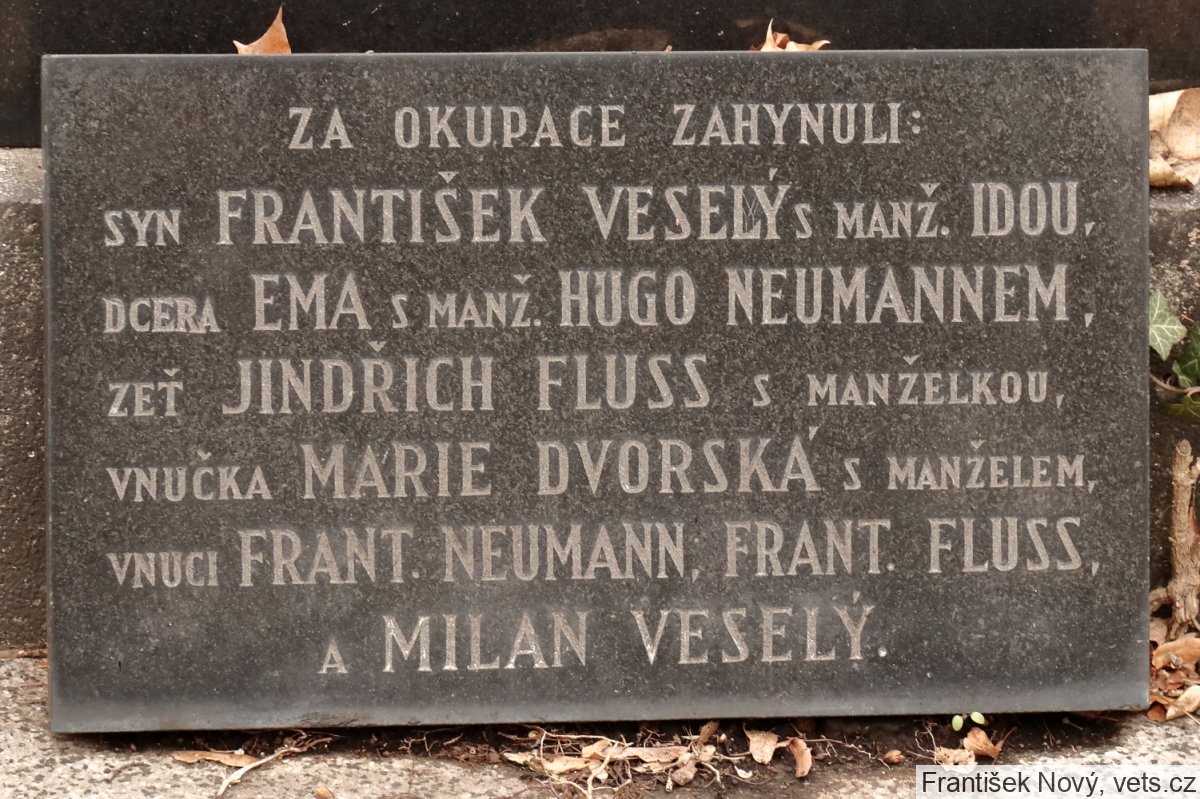 ZA OKUPACE ZAHYNULI:
SYN FRANTIŠEK VESELÝ S MANŽ. IDOU,
DCERA EMA S MANŽ. HUGO NEUMANNEM,
ZEŤ JINDŘICH FLUSS S MANŽELKOU,
VNUČKA MARIE DVORSKÁ S MANŽELEM,
VNUCI FRANT. NEUMANN, FRANT. FLUSS,
A MILAN VESELÝ.
František Nový, vets.cz